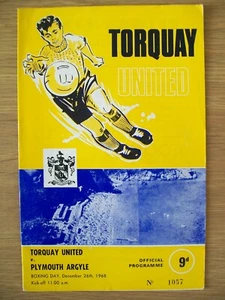 TORQUAY
UNITED
TORQUAY UNITED
v.
PLYMOUTH ARGYLE
BOXING DAY, December 26th, 1968
Kick-off 11.00 a.m.
OFFICIAL
PROGRAMME
9d
Nº 1057